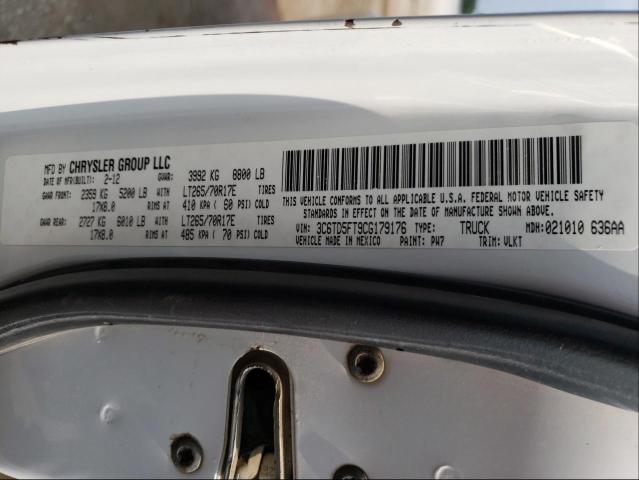 MFD BY CHRYSLER GROUP LLC
DATE OF MFD(BUILT): 2-12 GVWR: 3992 KG 8800 LB
GAWR FRONT: 2359 KG 5200 LB WITH LT265/70R17E TIRES
17X8.0 RIMS AT 410 KPA ( 60 PSI) COLD
GAWR REAR: 2727 KG 6010 LB WITH LT265/70R17E TIRES
17X8.0 RIMS AT 485 KPA ( 70 PSI) COLD
THIS VEHICLE CONFORMS TO ALL APPLICABLE U.S.A. FEDERAL MOTOR VEHICLE SAFETY
STANDARDS IN EFFECT ON THE DATE OF MANUFACTURE SHOWN ABOVE.
VIN: 3C6TD5FT9CG179176 TYPE: TRUCK MDH:021010 636AA
VEHICLE MADE IN MEXICO PAINT: PW7 TRIM: VLKT